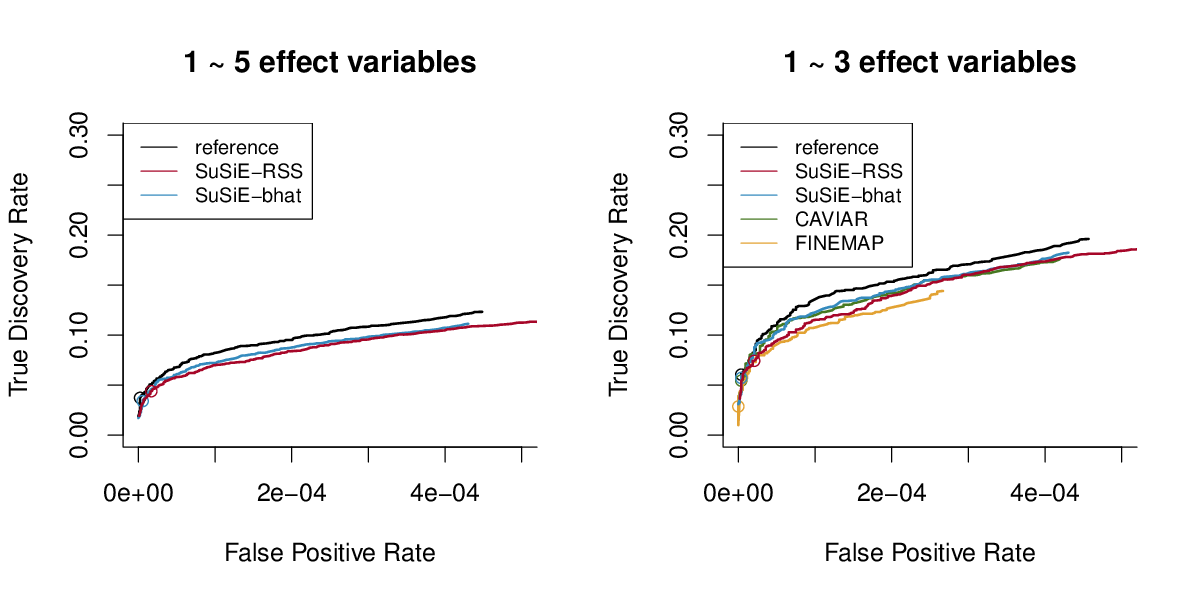 1 ~ 5 effect variables
True Discovery Rate
0.30
0.20
0.10
0.00
reference
SuSiE−RSS
SuSiE−bhat
0e+00
2e−04
4e−04
False Positive Rate
1 ~ 3 effect variables
True Discovery Rate
0.30
0.20
0.10
0.00
reference
SuSiE−RSS
SuSiE−bhat
CAVIAR
FINEMAP
0e+00
2e−04
4e−04
False Positive Rate